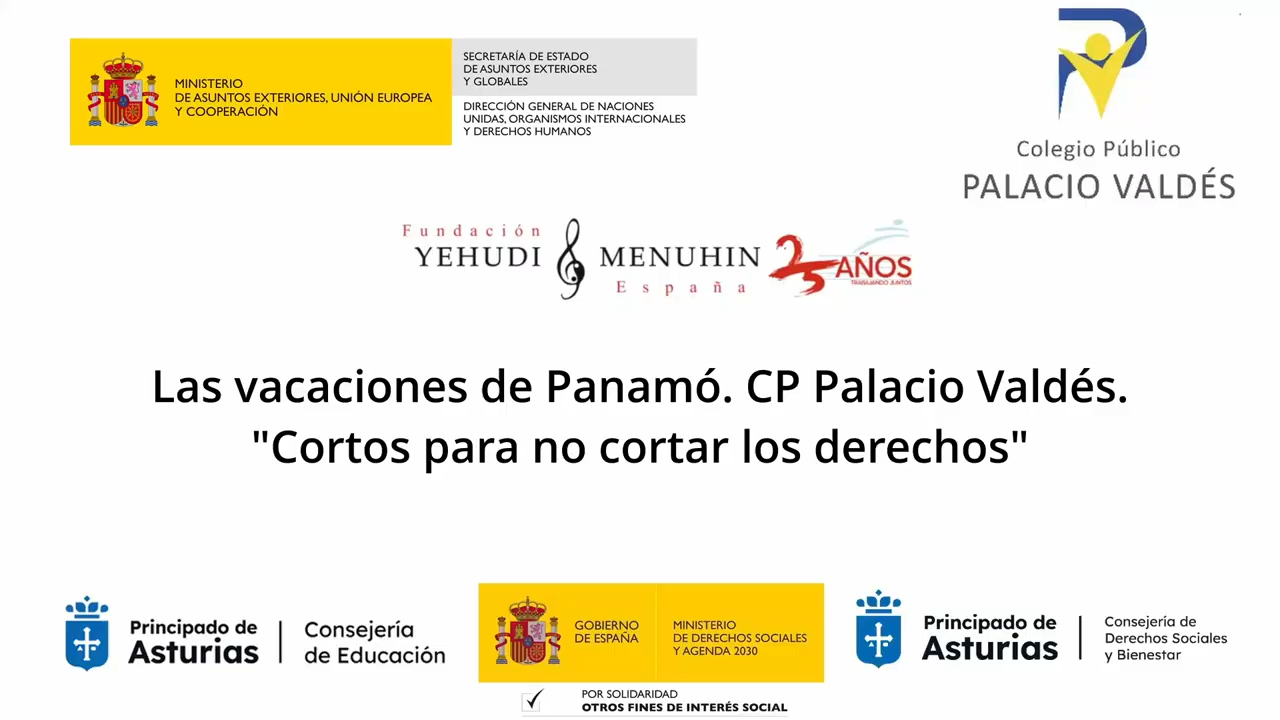 MINISTERIO
DE ASUNTOS EXTERIORES, UNIÓN EUROPEA
Y COOPERACIÓN
SECRETARÍA DE ESTADO
DE ASUNTOS EXTERIORES
Y GLOBALES
DIRECCIÓN GENERAL DE NACIONES
UNIDAS, ORGANISMOS INTERNACIONALES
Y DERECHOS HUMANOS
Colegio Público
PALACIO VALDÉS
Fundación
YEHUDI MENUHIN
España
25 AÑOS
TRABAJANDO JUNTOS
Las vacaciones de Panamó. CP Palacio Valdés.
"Cortos para no cortar los derechos"
Principado de
Asturias
Consejería
de Educación
GOBIERNO
DE ESPAÑA
MINISTERIO
DE DERECHOS SOCIALES
Y AGENDA 2030
POR SOLIDARIDAD
OTROS FINES DE INTERÉS SOCIAL
Principado de
Asturias
Consejería de
Derechos Sociales
y Bienestar